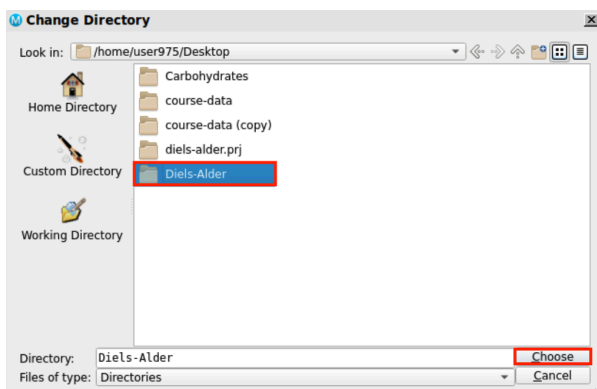 Change Directory
Look in: /home/user975/Desktop
Home Directory
Custom Directory
Working Directory
Carbohydrates
course-data
course-data (copy)
diels-alder.prj
Diels-Alder
Directory: Diels-Alder Choose
Files of type: Directories Cancel